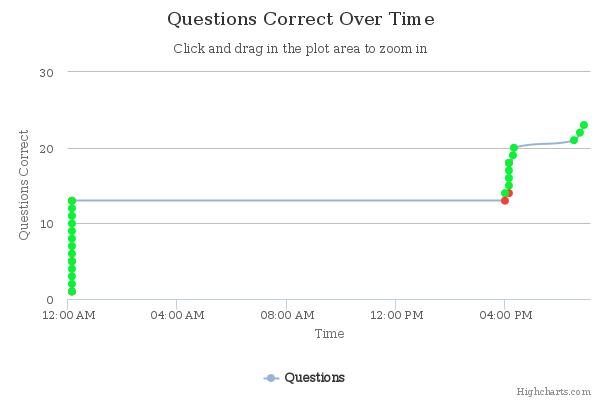 Questions Correct Over Time
Click and drag in the plot area to zoom in
Questions Correct
30
20
10
0
12:00 AM 04:00 AM 08:00 AM 12:00 PM 04:00 PM
Time
Questions
Highcharts.com